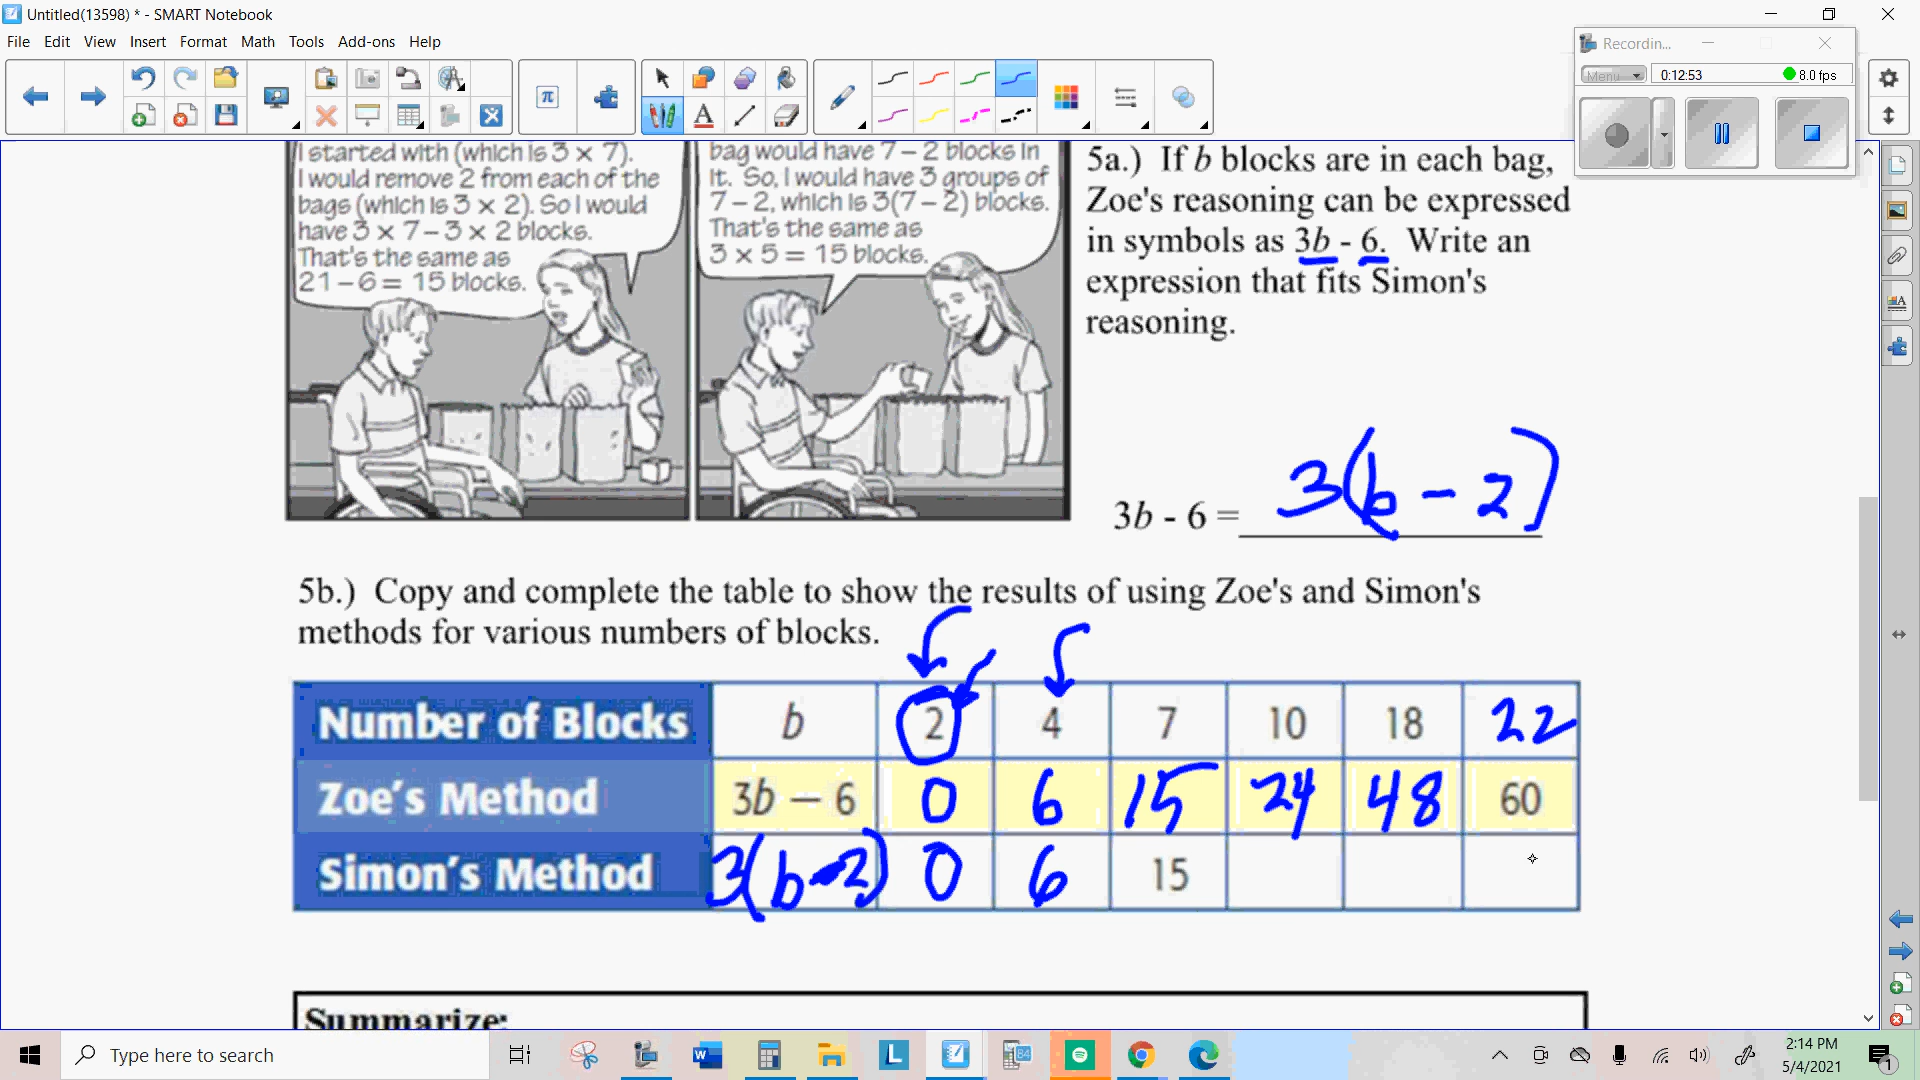 Untitled(13598) * - SMART Notebook
File Edit View Insert Format Math Tools Add-ons Help
Recordin...
Menu 0:12:53 8.0 fps
I started with (which is 3 × 7).
I would remove 2 from each of the
bags (which is 3 × 2). So I would
have 3 × 7 – 3 × 2 blocks.
That's the same as
21 – 6 = 15 blocks.
bag would have 7 – 2 blocks in
it. So, I would have 3 groups of
7 – 2, which is 3(7 – 2) blocks.
That's the same as
3 × 5 = 15 blocks.
5a.) If b blocks are in each bag,
Zoe's reasoning can be expressed
in symbols as 3b - 6. Write an
expression that fits Simon's
reasoning.
3b - 6 = 3(b - 2)
5b.) Copy and complete the table to show the results of using Zoe's and Simon's
methods for various numbers of blocks.
Number of Blocks b 2 4 7 10 18 22
Zoe's Method 3b – 6 0 6 15 24 48 60
Simon's Method 3(b-2) 0 6 15
Summarize:
Type here to search
2:14 PM
5/4/2021